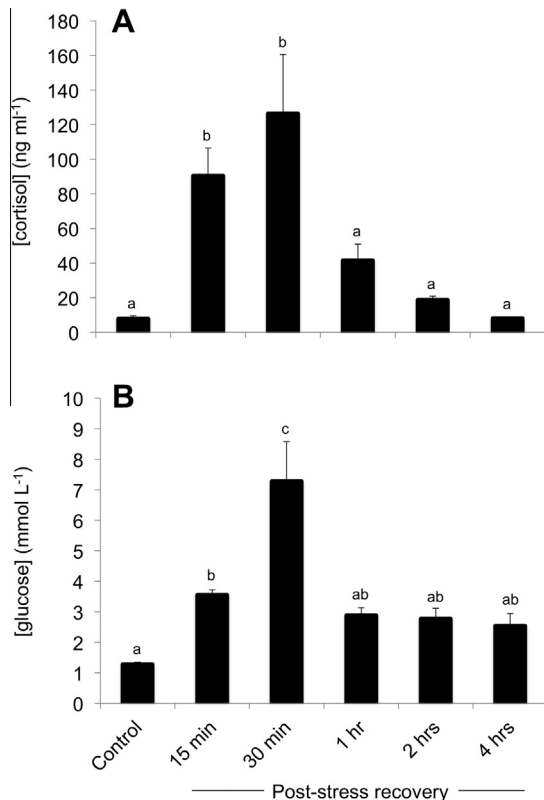 A
[cortisol] (ng ml-1)
180
160
140
120
100
80
60
40
20
0
a
b
b
a
a
a
B
[glucose] (mmol L-1)
10
9
8
7
6
5
4
3
2
1
0
a
b
c
ab
ab
ab
Control
15 min
30 min
1 hr
2 hrs
4 hrs
Post-stress recovery